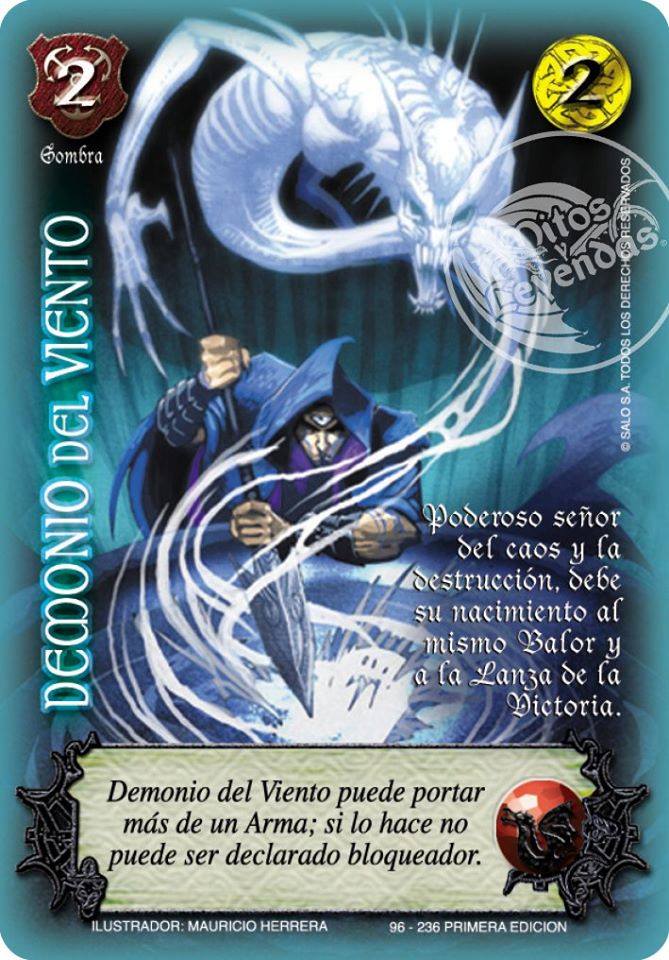 2
2
Sombra
DEMONIO DEL VIENTO
Mitos
y
Leyendas
© SALO S.A. TODOS LOS DERECHOS RESERVADOS
Poderoso señor
del caos y la
destrucción, debe
su nacimiento al
mismo Balor y
a la Lanza de la
Victoria.
Demonio del Viento puede portar
más de un Arma; si lo hace no
puede ser declarado bloqueador.
ILUSTRADOR: MAURICIO HERRERA
96 - 236 PRIMERA EDICION